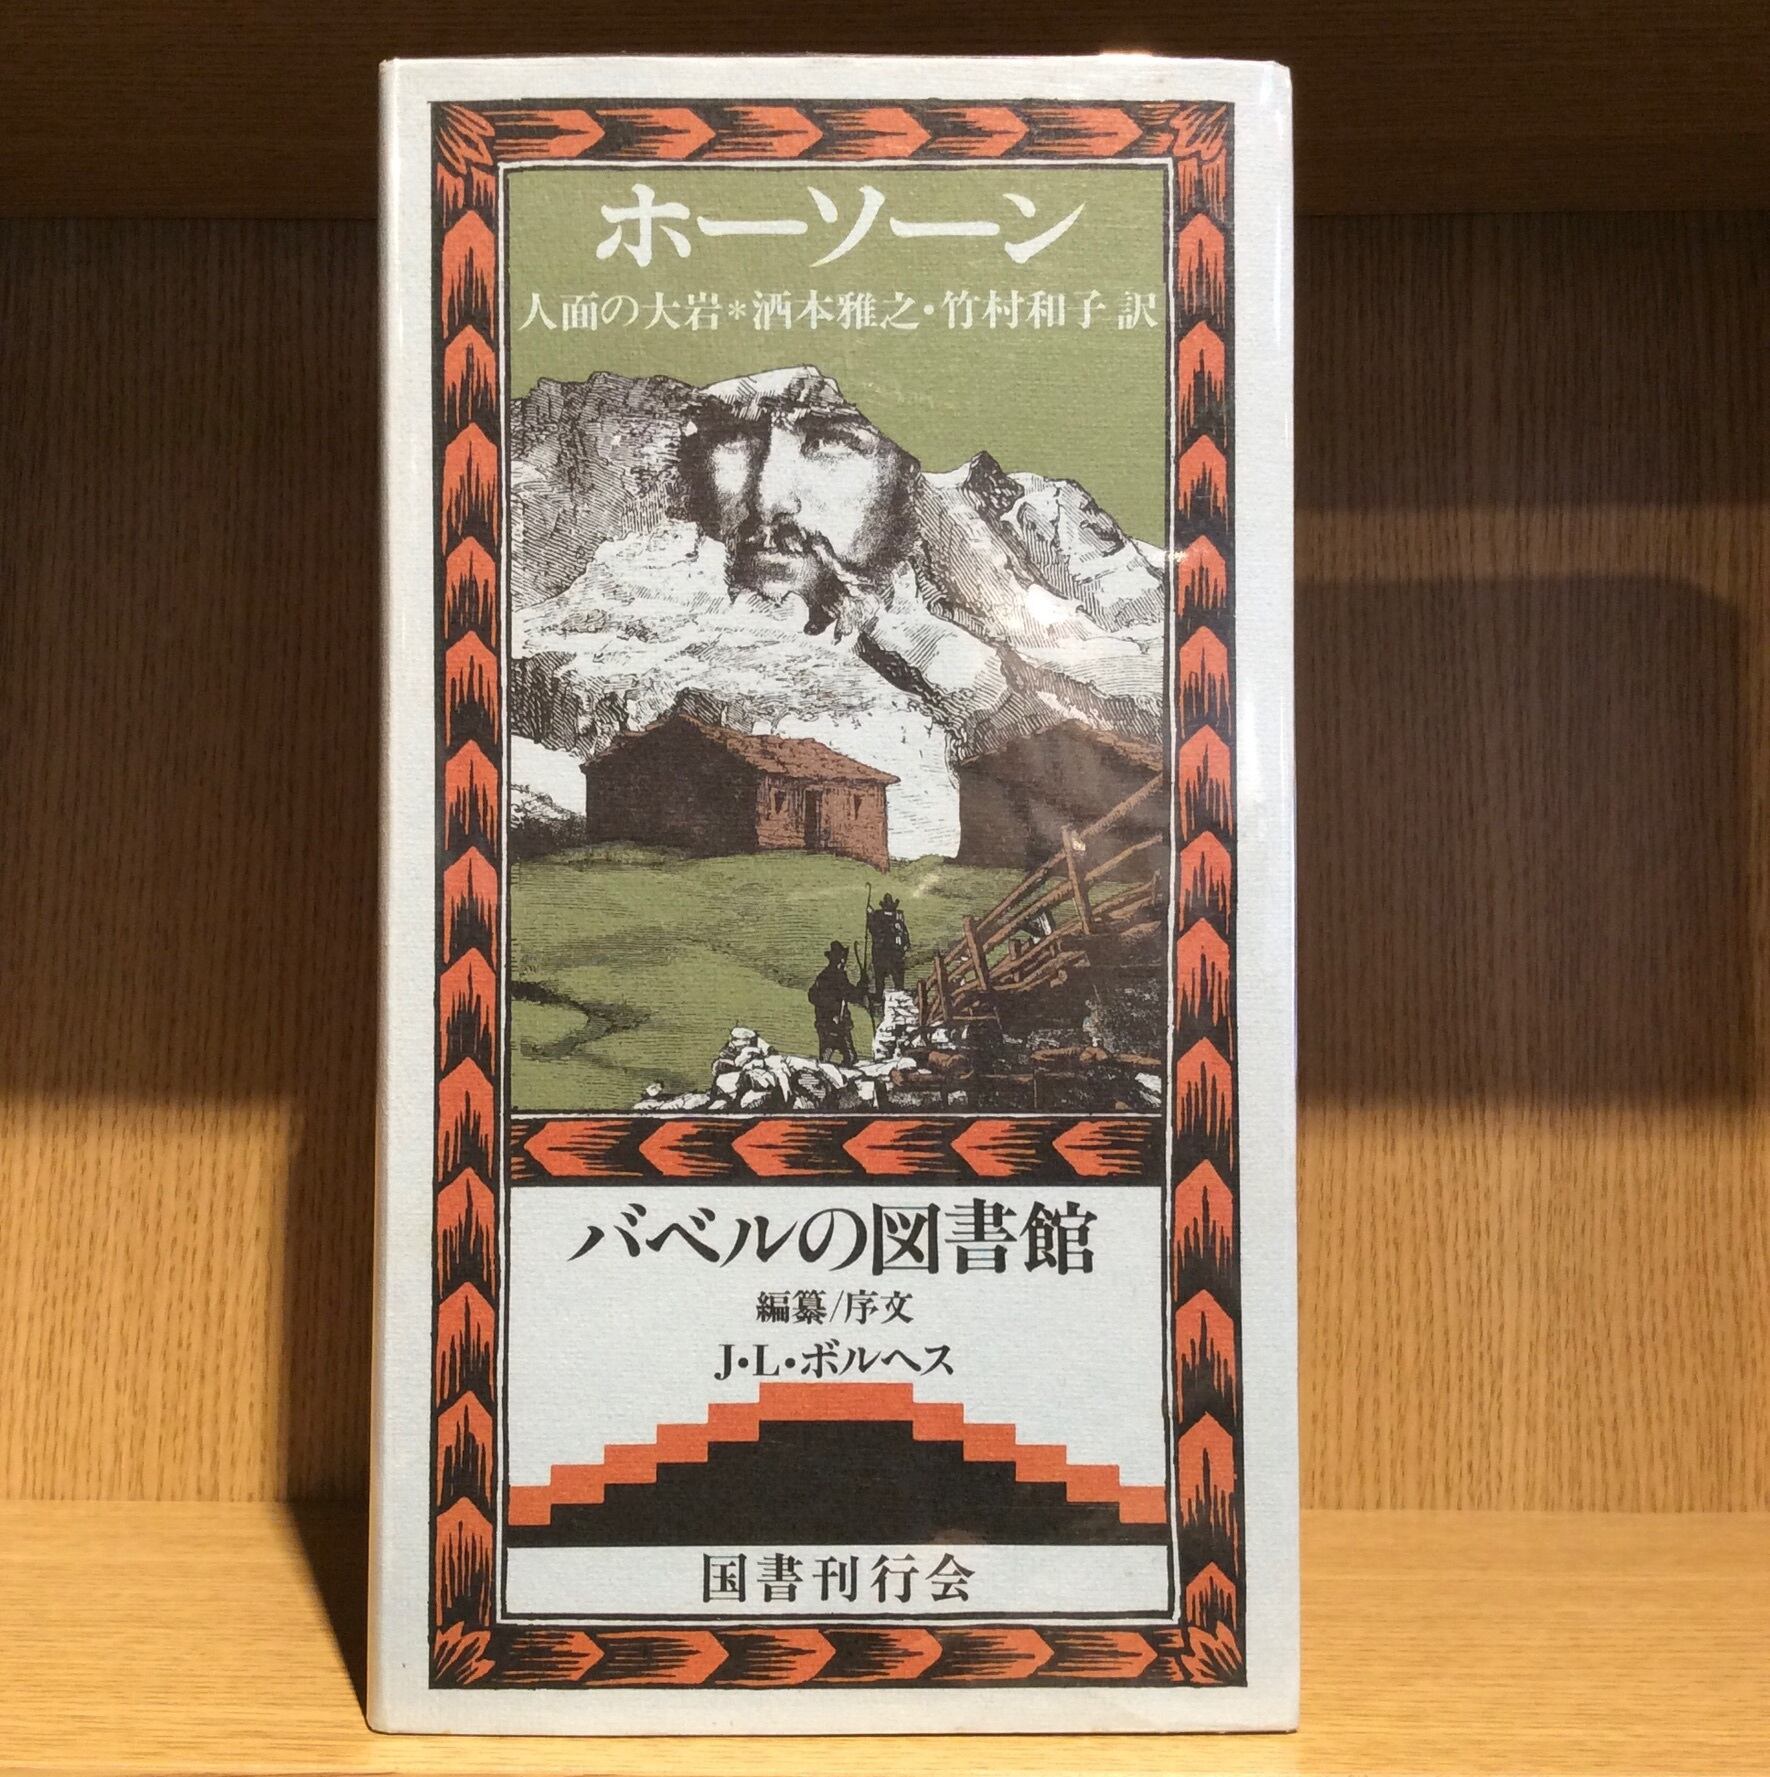 ホーソーン
人面の大岩*酒本雅之・竹村和子 訳
バベルの図書館
編纂/序文
J・L・ボルヘス
国書刊行会